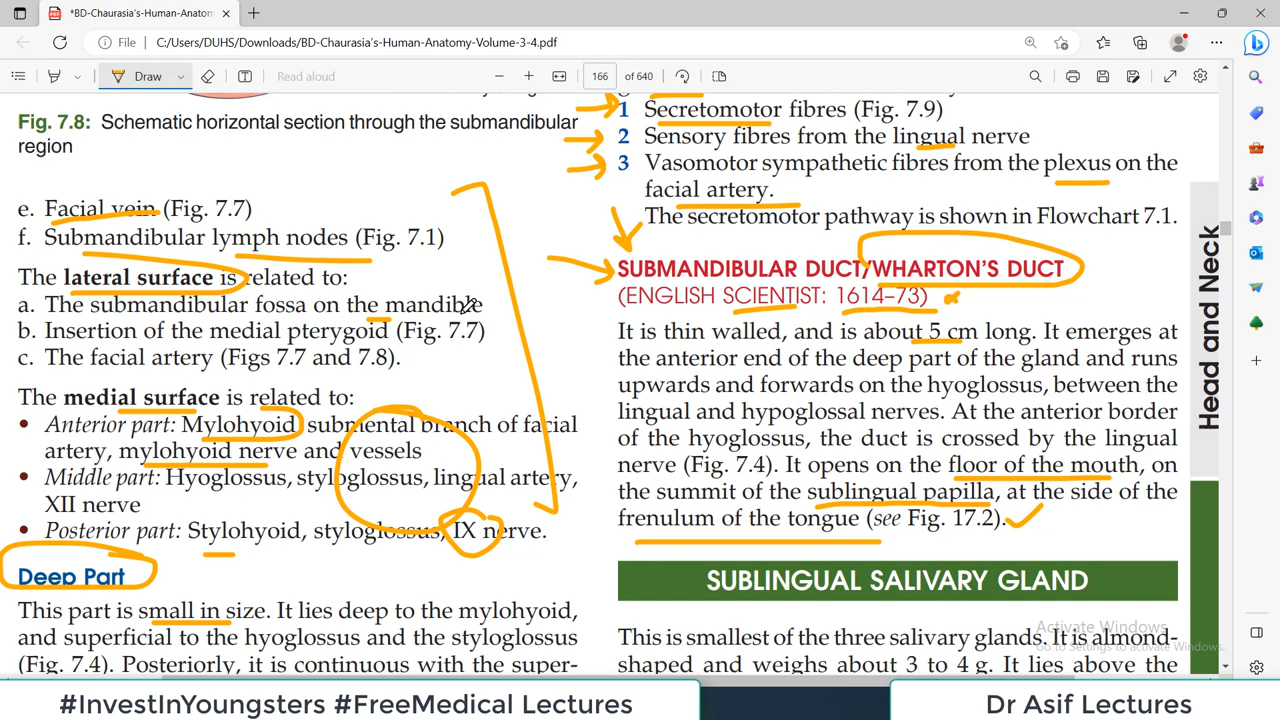 *BD-Chaurasia's-Human-Anatom
File
C:/Users/DUHS/Downloads/BD-Chaurasia's-Human-Anatomy-Volume-3-4.pdf
Draw
Read aloud
166 of 640
Fig. 7.8: Schematic horizontal section through the submandibular
region
e. Facial vein (Fig. 7.7)
f. Submandibular lymph nodes (Fig. 7.1)
The lateral surface is related to:
a. The submandibular fossa on the mandible
b. Insertion of the medial pterygoid (Fig. 7.7)
c. The facial artery (Figs 7.7 and 7.8).
The medial surface is related to:
• Anterior part: Mylohyoid, submental branch of facial
artery, mylohyoid nerve and vessels
• Middle part: Hyoglossus, styloglossus, lingual artery,
XII nerve
• Posterior part: Stylohyoid, styloglossus, IX nerve.
Deep Part
This part is small in size. It lies deep to the mylohyoid,
and superficial to the hyoglossus and the styloglossus
(Fig. 7.4). Posteriorly, it is continuous with the super-
1 Secretomotor fibres (Fig. 7.9)
2 Sensory fibres from the lingual nerve
3 Vasomotor sympathetic fibres from the plexus on the
facial artery.
The secretomotor pathway is shown in Flowchart 7.1.
SUBMANDIBULAR DUCT/WHARTON'S DUCT
(ENGLISH SCIENTIST: 1614–73)
It is thin walled, and is about 5 cm long. It emerges at
the anterior end of the deep part of the gland and runs
upwards and forwards on the hyoglossus, between the
lingual and hypoglossal nerves. At the anterior border
of the hyoglossus, the duct is crossed by the lingual
nerve (Fig. 7.4). It opens on the floor of the mouth, on
the summit of the sublingual papilla, at the side of the
frenulum of the tongue (see Fig. 17.2).
SUBLINGUAL SALIVARY GLAND
This is smallest of the three salivary glands. It is almond-
shaped and weighs about 3 to 4 g. It lies above the
Head and Neck
Activate Windows
Go to Settings to activate Windows.
#InvestInYoungsters #FreeMedical Lectures
Dr Asif Lectures